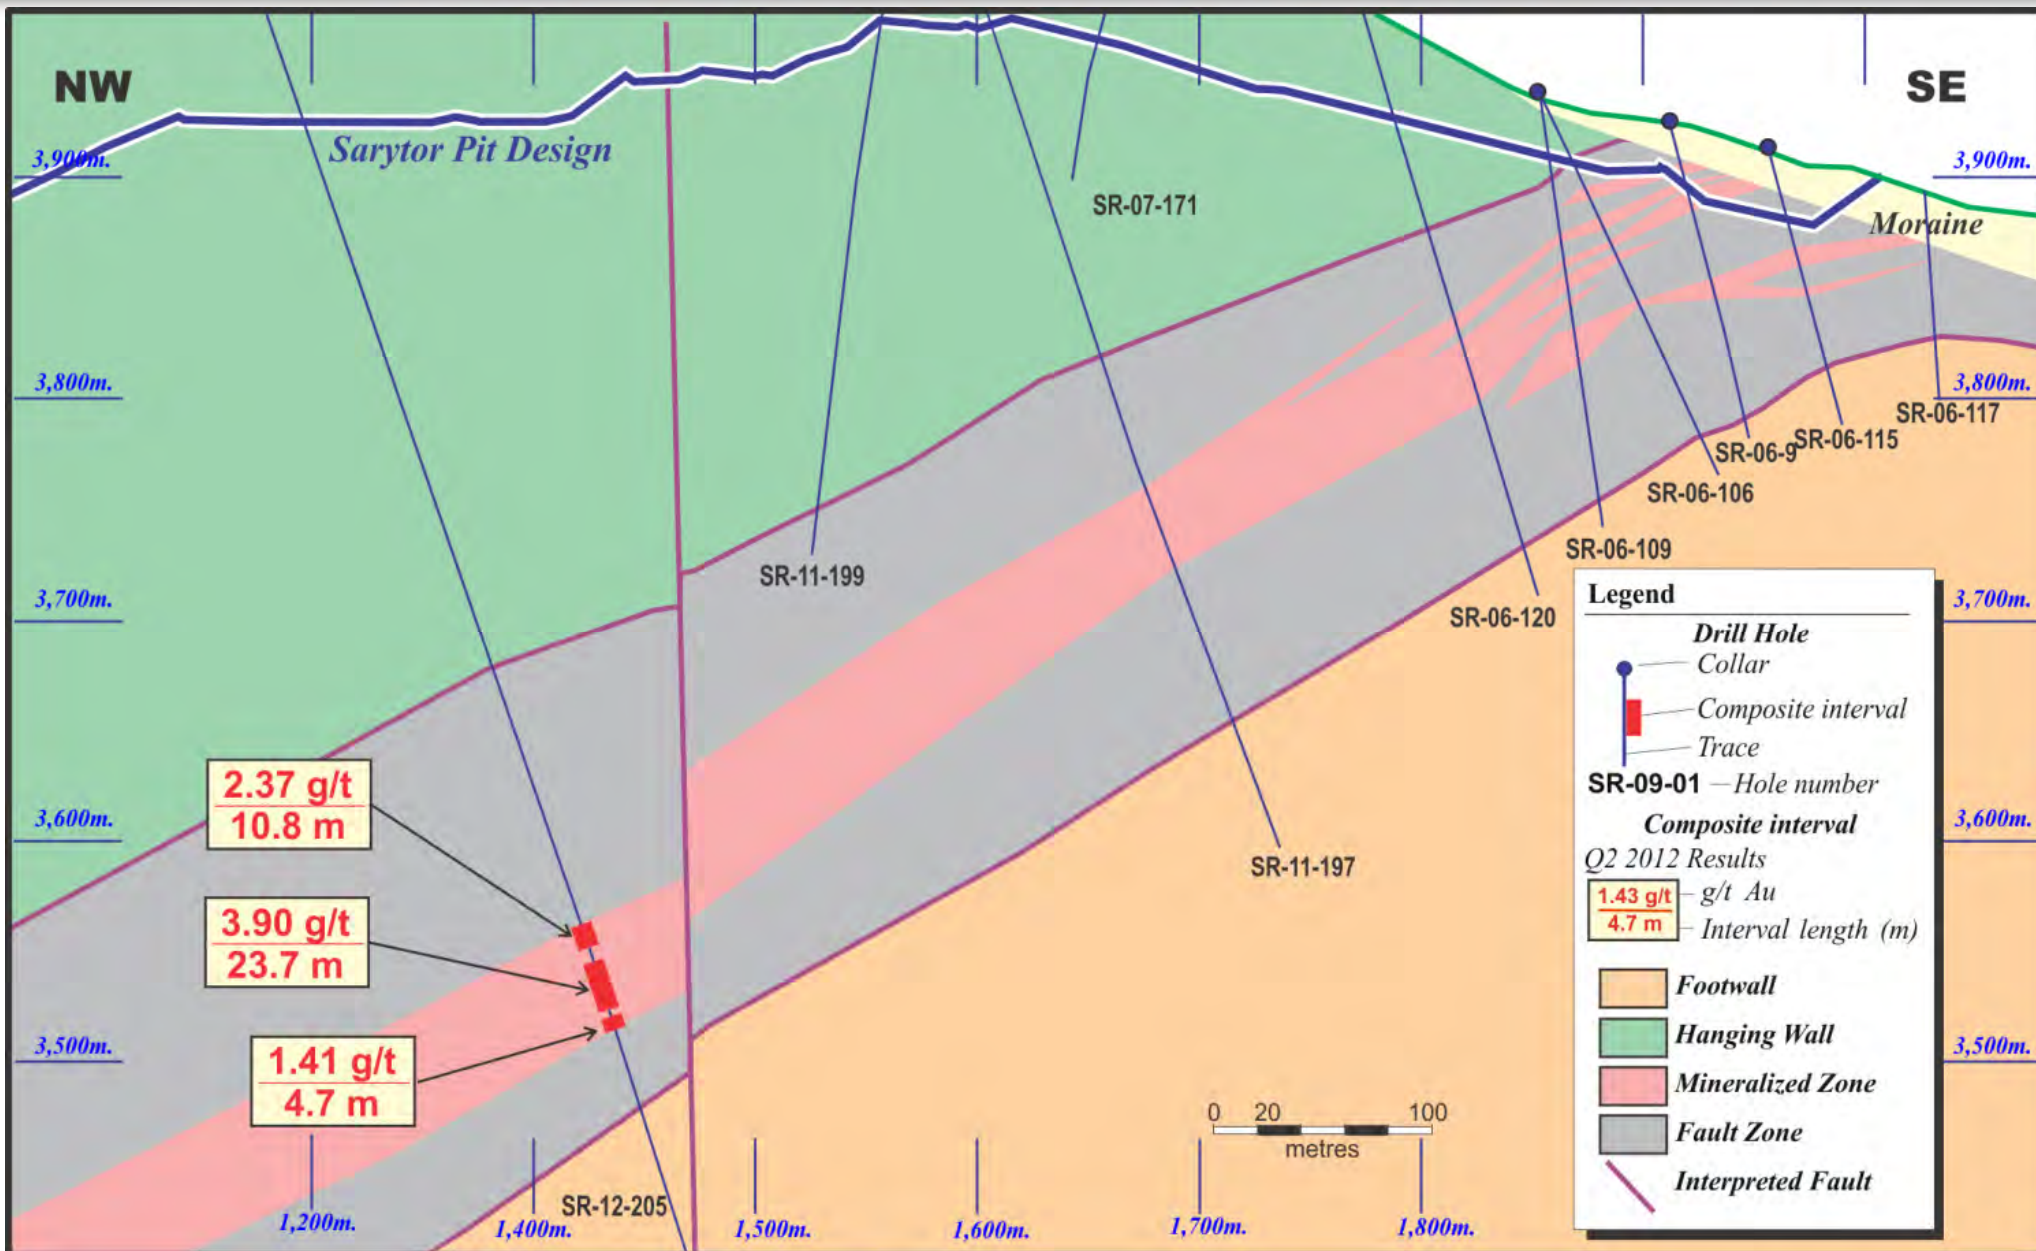 NW
SE
Sarytor Pit Design
3,900m.
3,900m.
SR-07-171
Moraine
3,800m.
3,800m.
SR-06-117
SR-06-115
SR-06-9
SR-06-106
SR-06-109
SR-11-199
SR-06-120
3,700m.
3,700m.
SR-11-197
3,600m.
3,600m.
3,500m.
3,500m.
2.37 g/t
10.8 m
3.90 g/t
23.7 m
1.41 g/t
4.7 m
SR-12-205
0 20 100
metres
1,200m.
1,400m.
1,500m.
1,600m.
1,700m.
1,800m.
Legend
Drill Hole
Collar
Composite interval
Trace
SR-09-01 Hole number
Composite interval
Q2 2012 Results
1.43 g/t
g/t Au
4.7 m
Interval length (m)
Footwall
Hanging Wall
Mineralized Zone
Fault Zone
Interpreted Fault